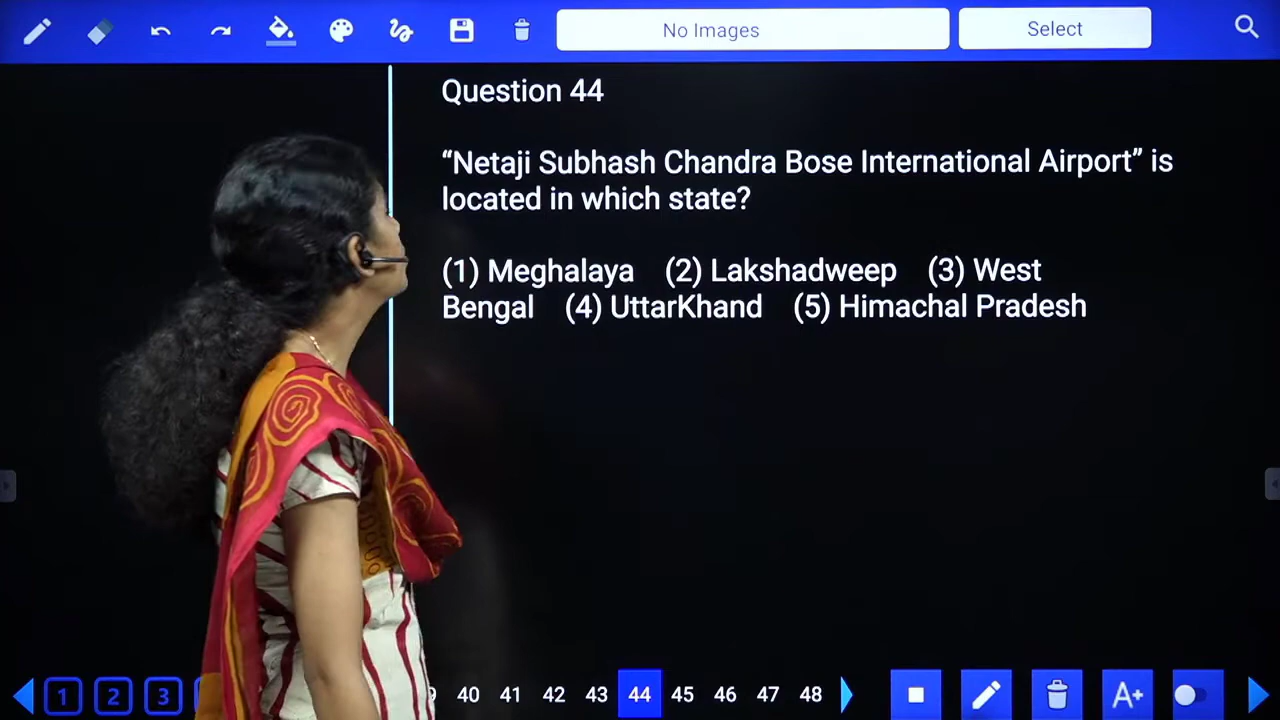 No Images
Select
Question 44
“Netaji Subhash Chandra Bose International Airport” is
located in which state?
(1) Meghalaya (2) Lakshadweep (3) West
Bengal (4) UttarKhand (5) Himachal Pradesh
1 2 3 40 41 42 43 44 45 46 47 48 A+